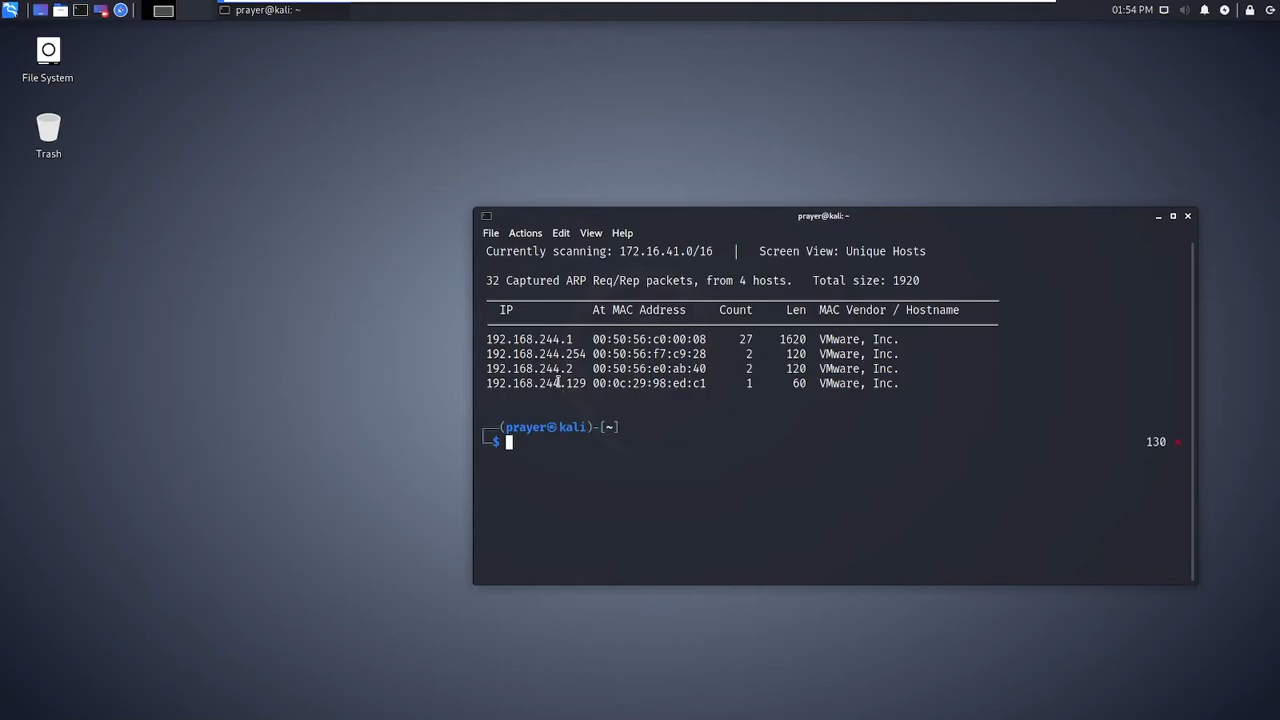 prayer@kali: ~
01:54 PM
File System
Trash
prayer@kali: ~
File Actions Edit View Help
Currently scanning: 172.16.41.0/16 | Screen View: Unique Hosts
32 Captured ARP Req/Rep packets, from 4 hosts. Total size: 1920
IP At MAC Address Count Len MAC Vendor / Hostname
192.168.244.1 00:50:56:c0:00:08 27 1620 VMware, Inc.
192.168.244.254 00:50:56:f7:c9:28 2 120 VMware, Inc.
192.168.244.2 00:50:56:e0:ab:40 2 120 VMware, Inc.
192.168.244.129 00:0c:29:98:ed:c1 1 60 VMware, Inc.
┌──(prayer㉿kali)-[~]
└─$ 130